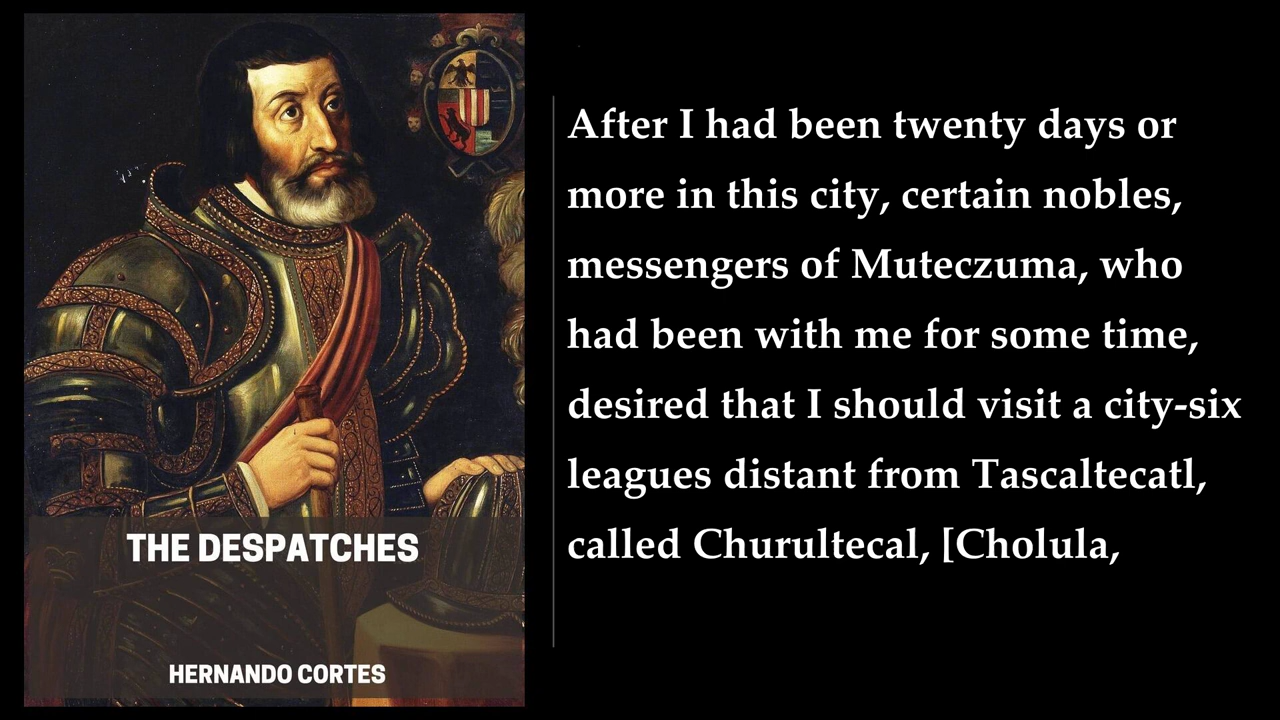 THE DESPATCHES
HERNANDO CORTES
After I had been twenty days or
more in this city, certain nobles,
messengers of Muteczuma, who
had been with me for some time,
desired that I should visit a city-six
leagues distant from Tascaltecatl,
called Churultecal, [Cholula,